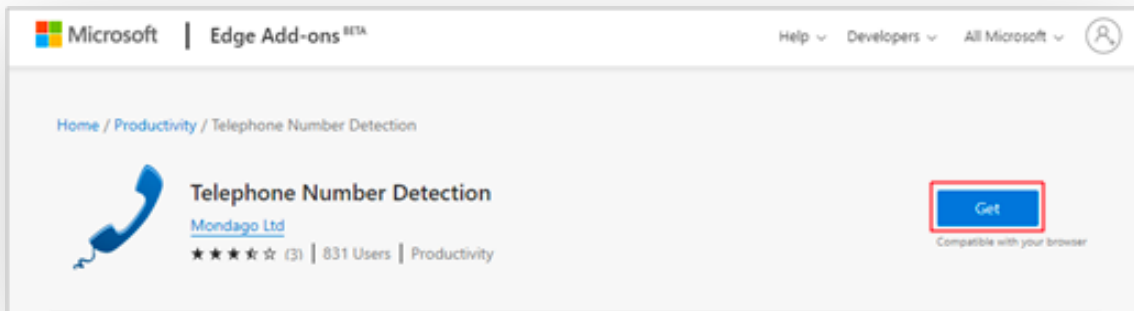 Microsoft | Edge Add-ons BETA Help Developers All Microsoft
Home / Productivity / Telephone Number Detection
Telephone Number Detection
Get
Mondago Ltd
Compatible with your browser
(3) | 831 Users | Productivity